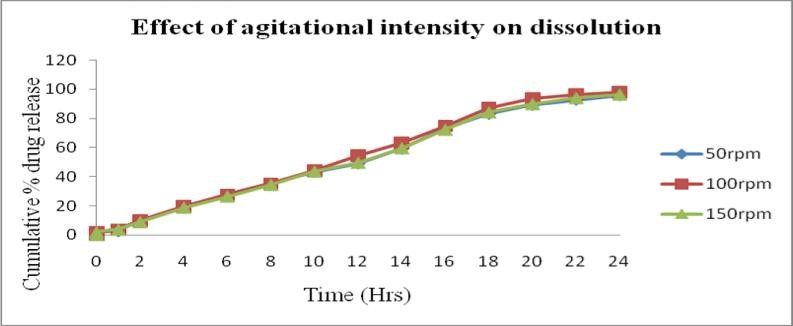 Effect of agitational intensity on dissolution
Cumulative % drug release
120
100
80
60
40
20
0
0 2 4 6 8 10 12 14 16 18 20 22 24
Time (Hrs)
50rpm
100rpm
150rpm